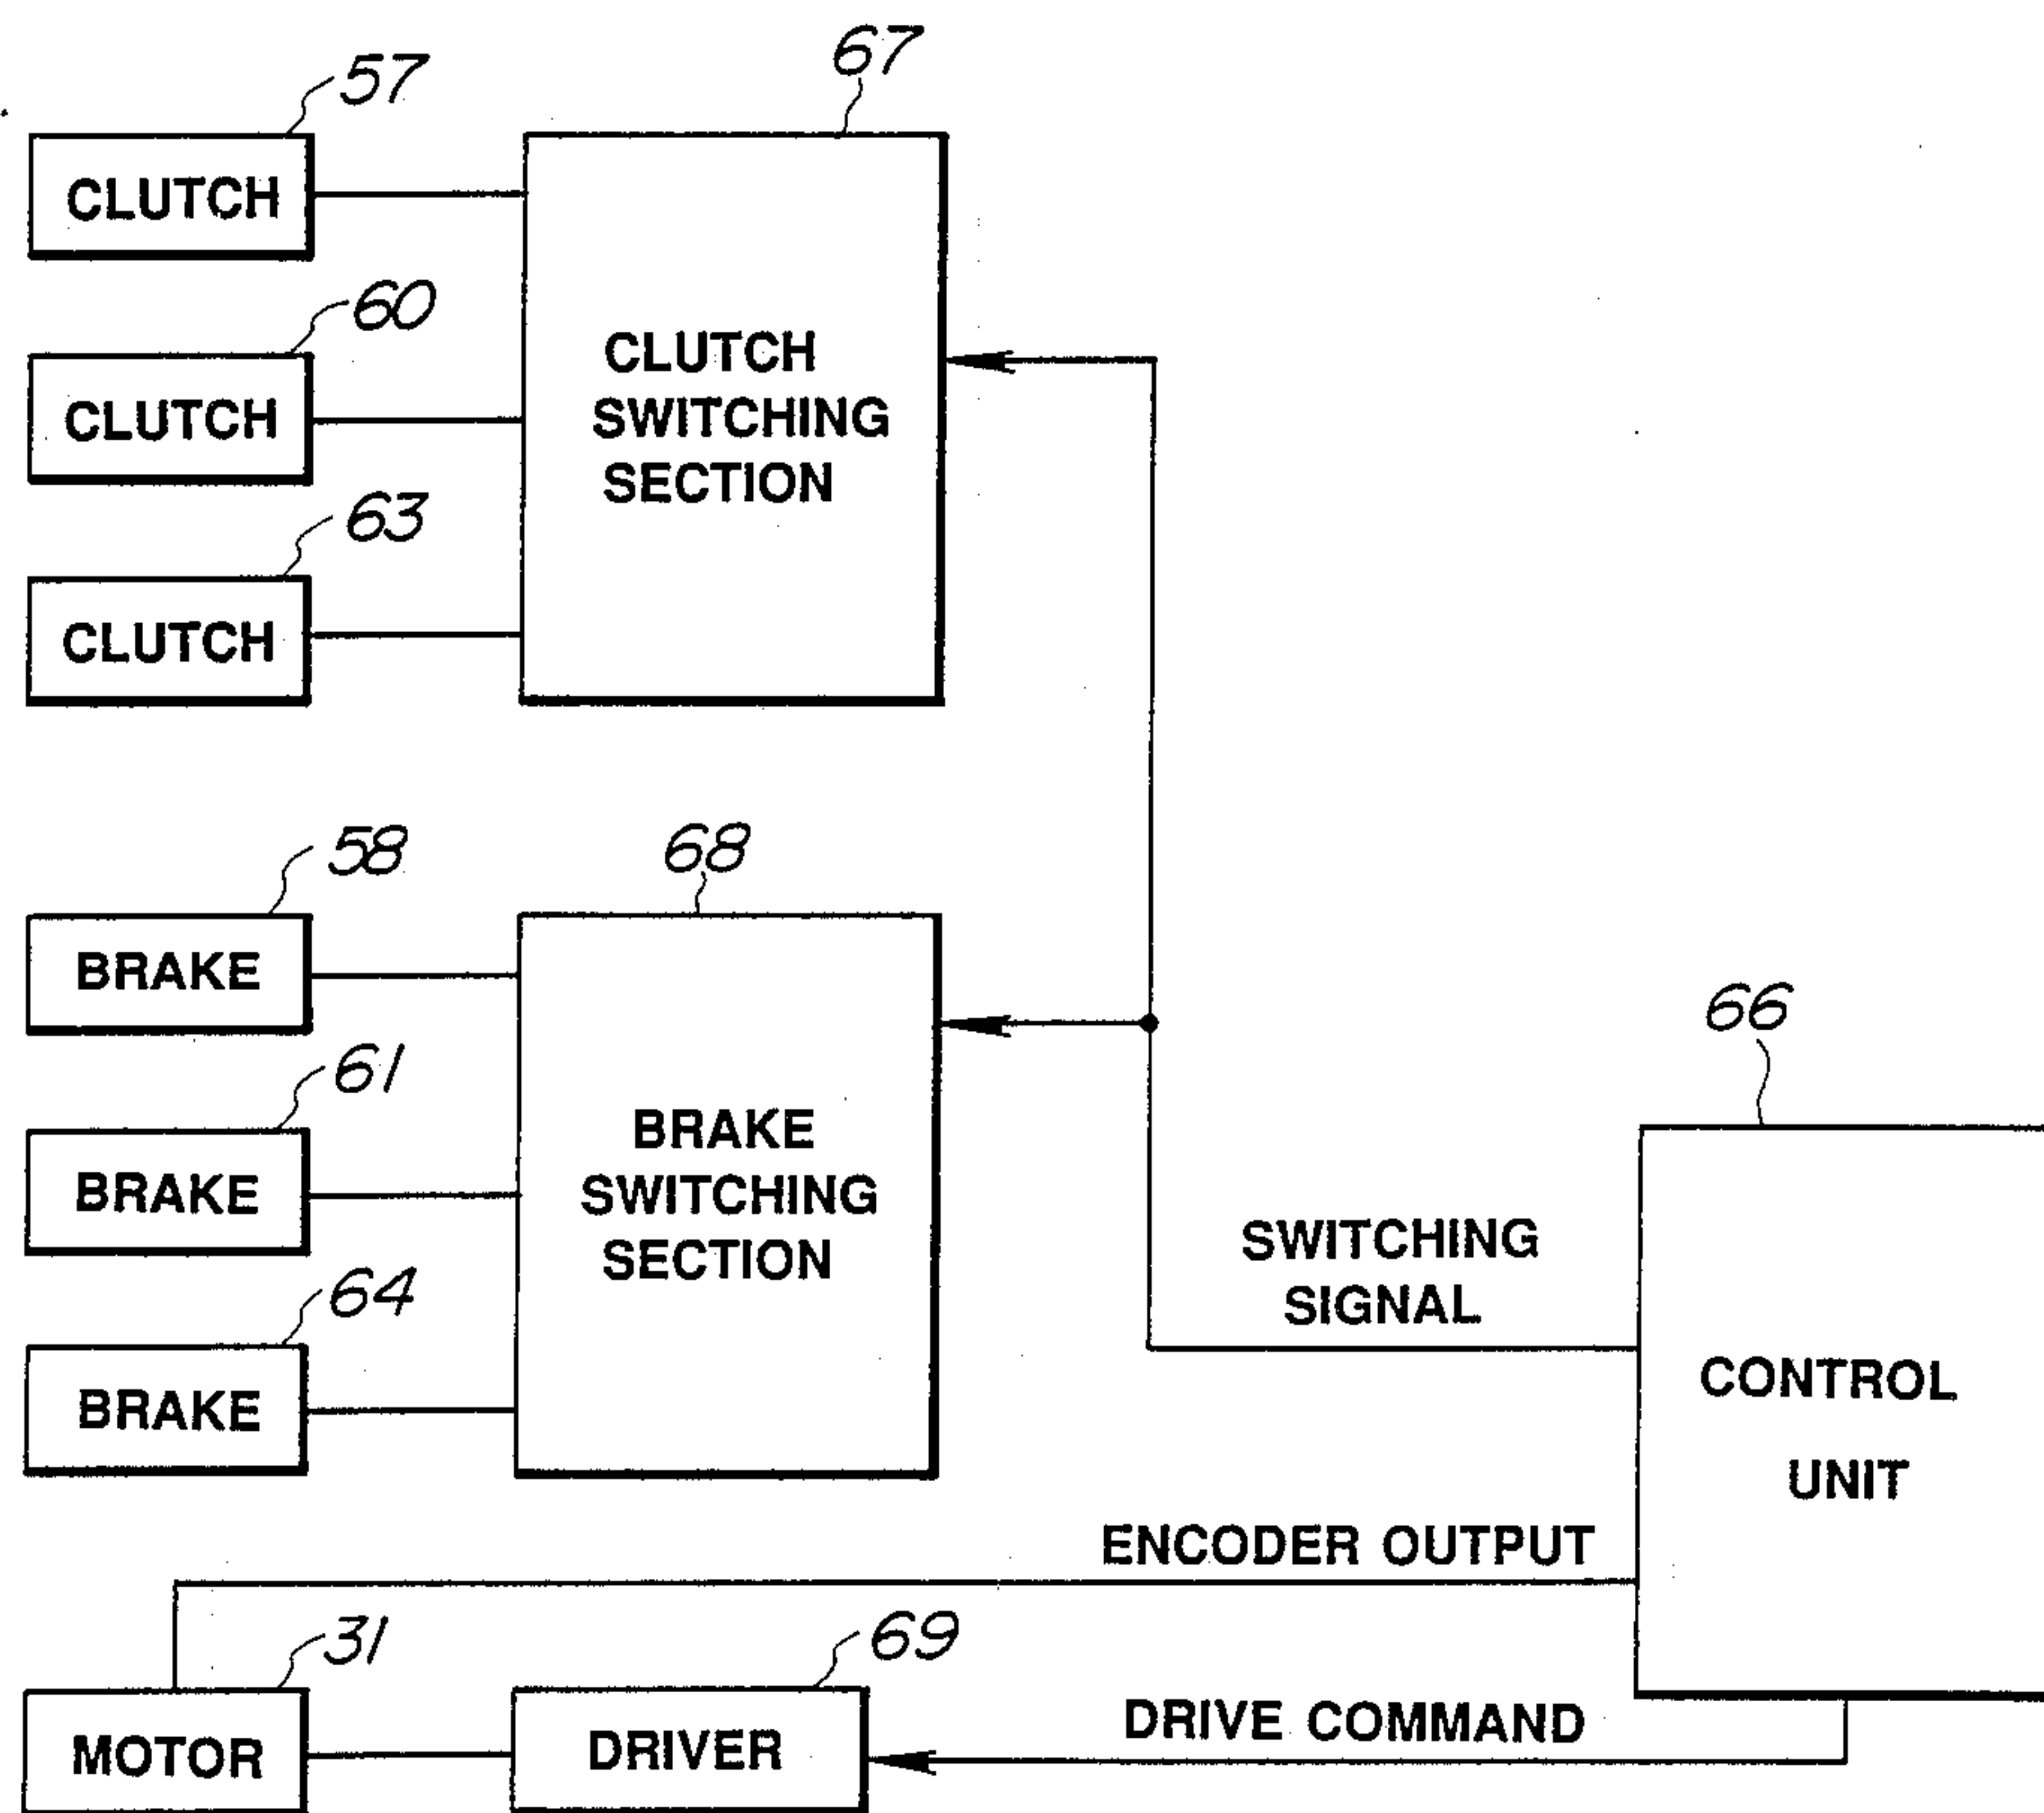 57
67
CLUTCH
60
CLUTCH
SWITCHING
SECTION
CLUTCH
63
CLUTCH
58
68
BRAKE
66
61
BRAKE
SWITCHING
SECTION
BRAKE
SWITCHING
SIGNAL
64
CONTROL
UNIT
BRAKE
ENCODER OUTPUT
31
69
MOTOR
DRIVER
DRIVE COMMAND